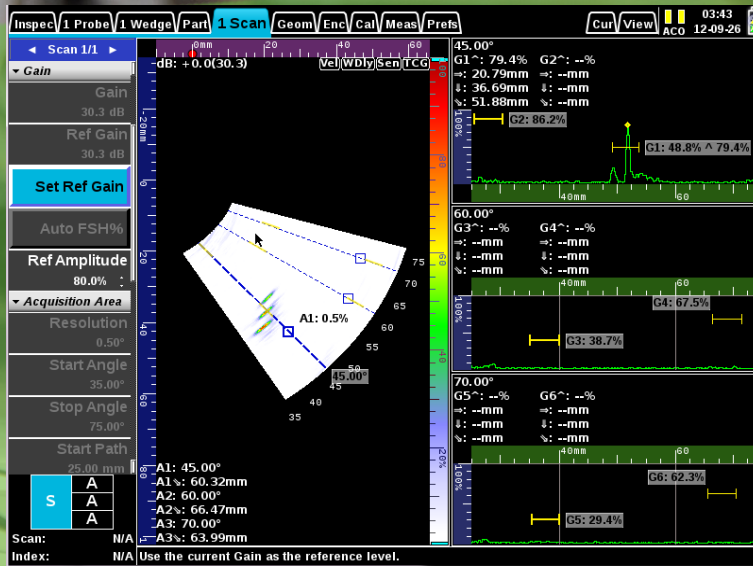 Inspec 1 Probe 1 Wedge Part 1 Scan Geom Enc Cal Meas Prefs Cur View ACO 03:43 12-09-26
Scan 1/1
Gain
Gain
30.3 dB
Ref Gain
30.3 dB
Set Ref Gain
Auto FSH%
Ref Amplitude
80.0%
Acquisition Area
Resolution
0.50°
Start Angle
35.00°
Stop Angle
75.00°
Start Path
25.00 mm
S
A
A
A
Scan: N/A
Index: N/A
0mm 20 40 60
dB: +0.0(30.3) Vel WDly Sen TCG
-20mm
0
20
40
60
80
75
70
65
60
55
50
45
40
35
A1: 0.5%
45.00°
A1: 45.00°
A1⇘: 60.32mm
A2: 60.00°
A2⇘: 66.47mm
A3: 70.00°
A3⇘: 63.99mm
100
80
60
40
20%
45.00°
G1^: 79.4% G2^: --%
⇒: 20.79mm ⇒: --mm
⇓: 36.69mm ⇓: --mm
⇘: 51.88mm ⇘: --mm
100%
G2: 86.2%
G1: 48.8% ^ 79.4%
40mm 60
60.00°
G3^: --% G4^: --%
⇒: --mm ⇒: --mm
⇓: --mm ⇓: --mm
⇘: --mm ⇘: --mm
40mm 60
100%
G4: 67.5%
G3: 38.7%
70.00°
G5^: --% G6^: --%
⇒: --mm ⇒: --mm
⇓: --mm ⇓: --mm
⇘: --mm ⇘: --mm
40mm 60
100%
G6: 62.3%
G5: 29.4%
Use the current Gain as the reference level.